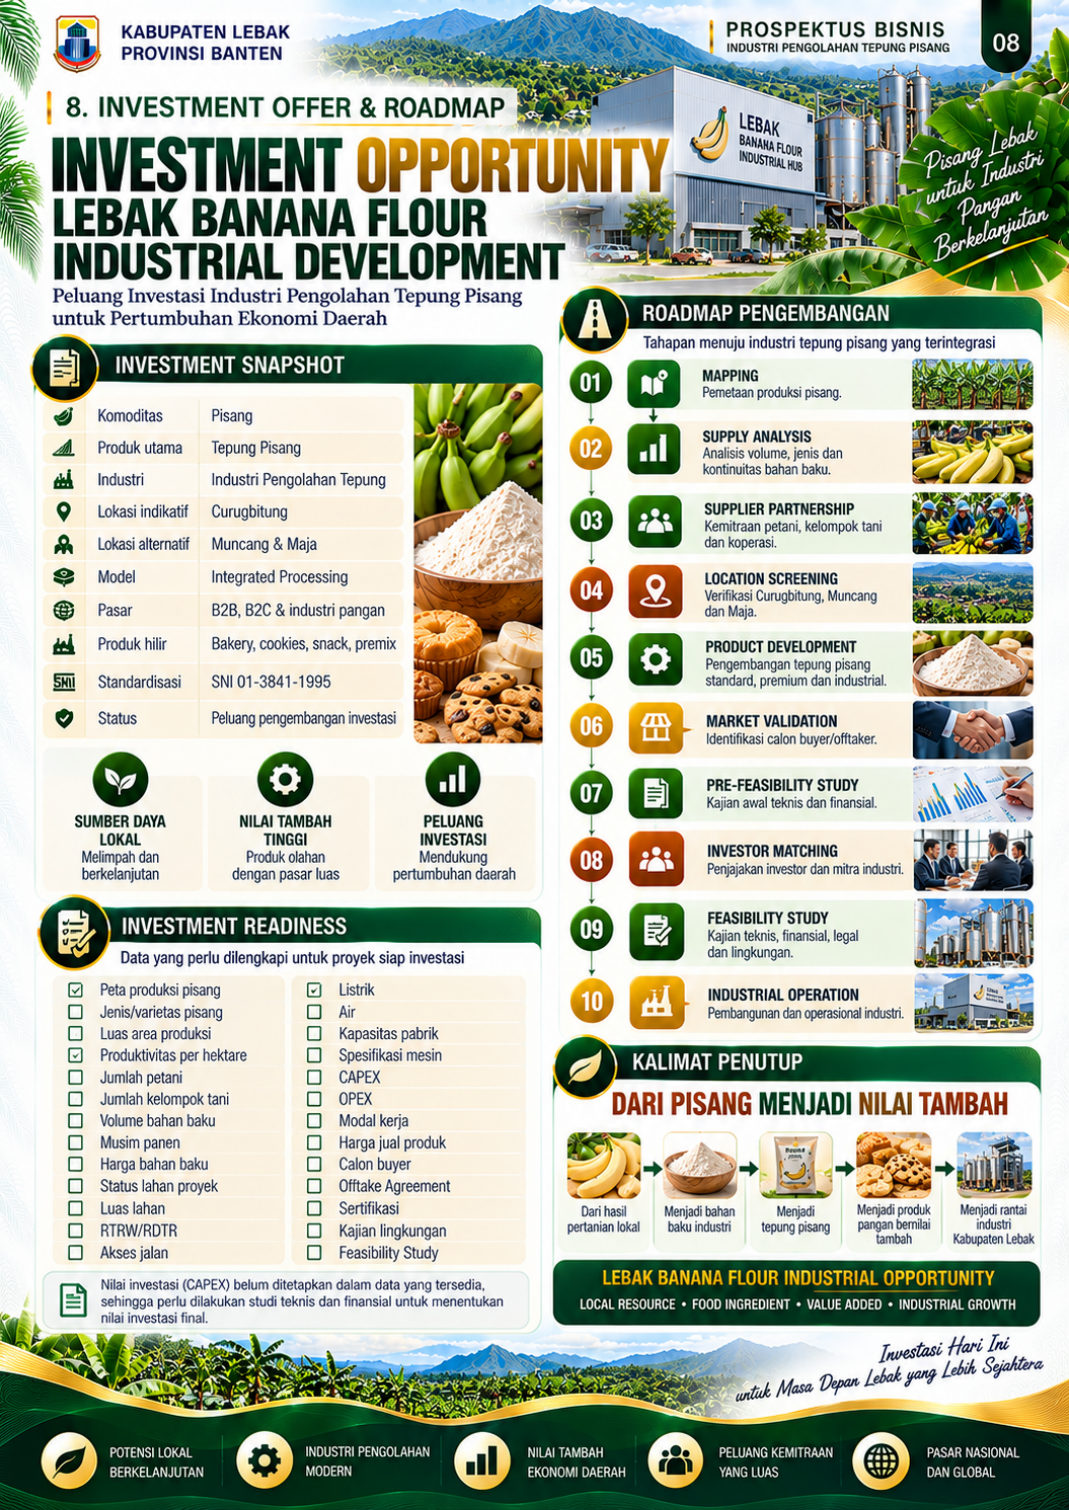 KABUPATEN LEBAK
PROVINSI BANTEN
PROSPEKTUS BISNIS
INDUSTRI PENGOLAHAN TEPUNG PISANG
08
8. INVESTMENT OFFER & ROADMAP
INVESTMENT OPPORTUNITY
LEBAK BANANA FLOUR
INDUSTRIAL DEVELOPMENT
Peluang Investasi Industri Pengolahan Tepung Pisang
untuk Pertumbuhan Ekonomi Daerah
LEBAK
BANANA FLOUR
INDUSTRIAL HUB
Pisang Lebak
untuk Industri
Pangan
Berkelanjutan
INVESTMENT SNAPSHOT
Komoditas Pisang
Produk utama Tepung Pisang
Industri Industri Pengolahan Tepung
Lokasi indikatif Curugbitung
Lokasi alternatif Muncang & Maja
Model Integrated Processing
Pasar B2B, B2C & industri pangan
Produk hilir Bakery, cookies, snack, premix
SNI Standardisasi SNI 01-3841-1995
Status Peluang pengembangan investasi
SUMBER DAYA
LOKAL
Melimpah dan
berkelanjutan
NILAI TAMBAH
TINGGI
Produk olahan
dengan pasar luas
PELUANG
INVESTASI
Mendukung
pertumbuhan daerah
INVESTMENT READINESS
Data yang perlu dilengkapi untuk proyek siap investasi
Peta produksi pisang
Jenis/varietas pisang
Luas area produksi
Produktivitas per hektare
Jumlah petani
Jumlah kelompok tani
Volume bahan baku
Musim panen
Harga bahan baku
Status lahan proyek
Luas lahan
RTRW/RDTR
Akses jalan
Listrik
Air
Kapasitas pabrik
Spesifikasi mesin
CAPEX
OPEX
Modal kerja
Harga jual produk
Calon buyer
Offtake Agreement
Sertifikasi
Kajian lingkungan
Feasibility Study
Nilai investasi (CAPEX) belum ditetapkan dalam data yang tersedia,
sehingga perlu dilakukan studi teknis dan finansial untuk menentukan
nilai investasi final.
ROADMAP PENGEMBANGAN
Tahapan menuju industri tepung pisang yang terintegrasi
01
MAPPING
Pemetaan produksi pisang.
02
SUPPLY ANALYSIS
Analisis volume, jenis dan
kontinuitas bahan baku.
03
SUPPLIER PARTNERSHIP
Kemitraan petani, kelompok tani
dan koperasi.
04
LOCATION SCREENING
Verifikasi Curugbitung, Muncang
dan Maja.
05
PRODUCT DEVELOPMENT
Pengembangan tepung pisang
standard, premium dan industrial.
06
MARKET VALIDATION
Identifikasi calon buyer/offtaker.
07
PRE-FEASIBILITY STUDY
Kajian awal teknis dan finansial.
08
INVESTOR MATCHING
Penjajakan investor dan mitra industri.
09
FEASIBILITY STUDY
Kajian teknis, finansial, legal
dan lingkungan.
10
INDUSTRIAL OPERATION
Pembangunan dan operasional industri.
KALIMAT PENUTUP
DARI PISANG MENJADI NILAI TAMBAH
Dari hasil
pertanian lokal
Menjadi bahan
baku industri
Menjadi
tepung pisang
Menjadi produk
pangan bernilai
tambah
Menjadi rantai
industri
Kabupaten Lebak
LEBAK BANANA FLOUR INDUSTRIAL OPPORTUNITY
LOCAL RESOURCE • FOOD INGREDIENT • VALUE ADDED • INDUSTRIAL GROWTH
Investasi Hari Ini
untuk Masa Depan Lebak yang Lebih Sejahtera
POTENSI LOKAL
BERKELANJUTAN
INDUSTRI PENGOLAHAN
MODERN
NILAI TAMBAH
EKONOMI DAERAH
PELUANG KEMITRAAN
YANG LUAS
PASAR NASIONAL
DAN GLOBAL